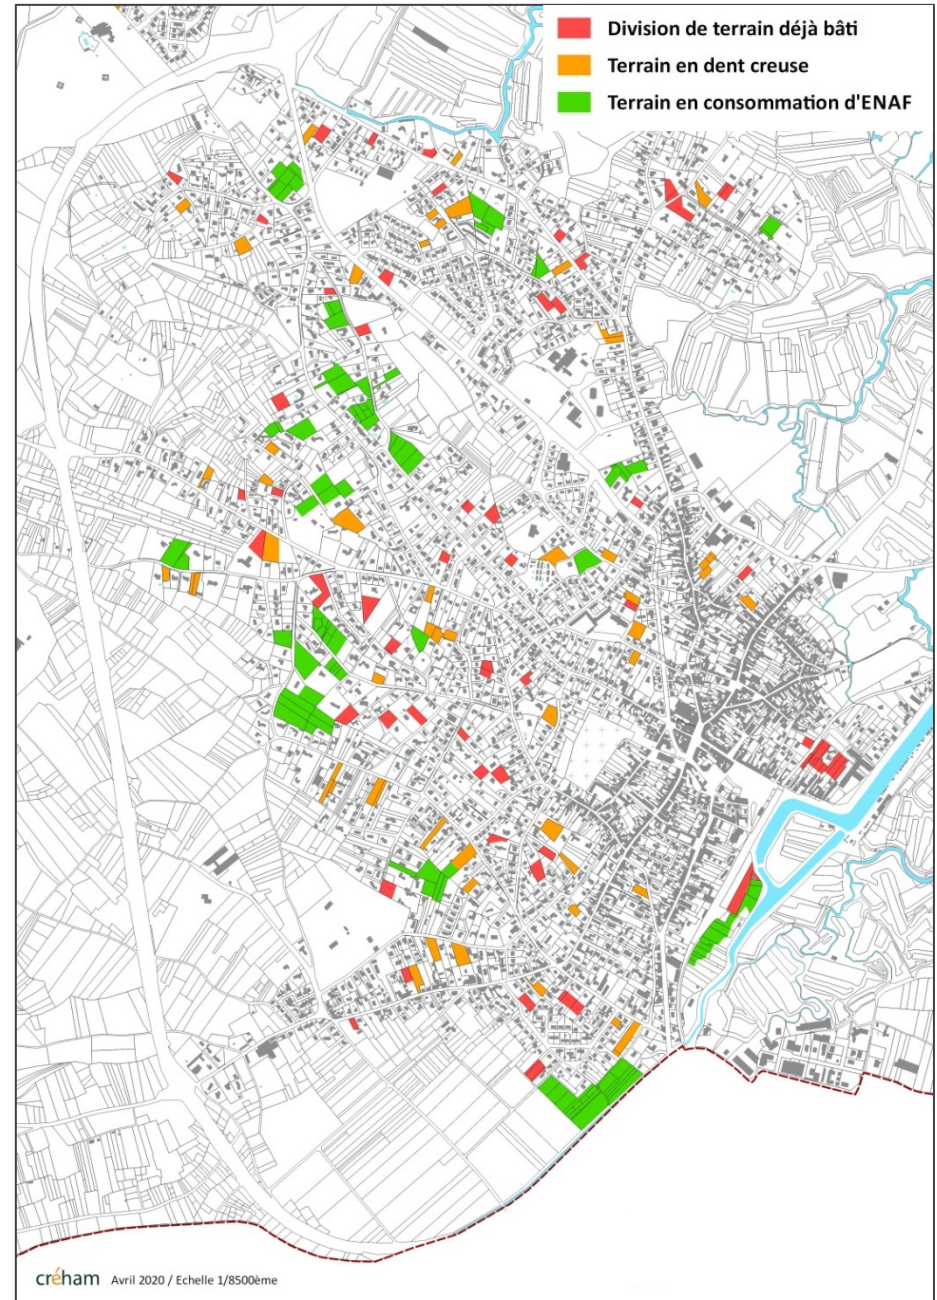 Division de terrain déjà bâti
Terrain en dent creuse
Terrain en consommation d'ENAF
créham Avril 2020 / Echelle 1/8500ème